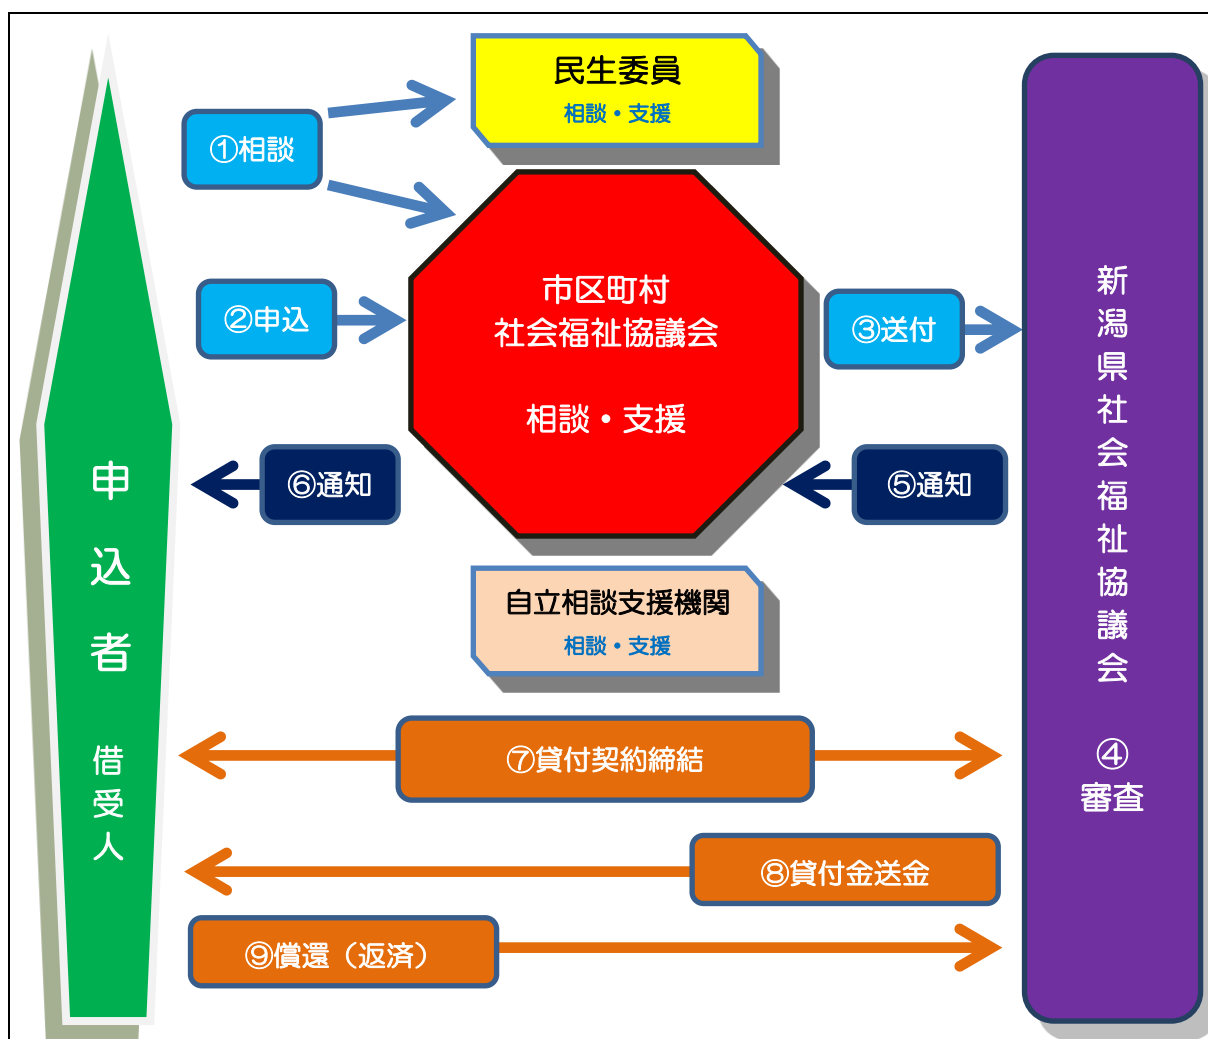 民生委員
相談・支援
①相談
市区町村
社会福祉協議会
相談・支援
②申込
③送付
⑥通知
⑤通知
自立相談支援機関
相談・支援
⑦貸付契約締結
⑧貸付金送金
⑨償還（返済）
申込者
借受人
新潟県社会福祉協議会
④
審査